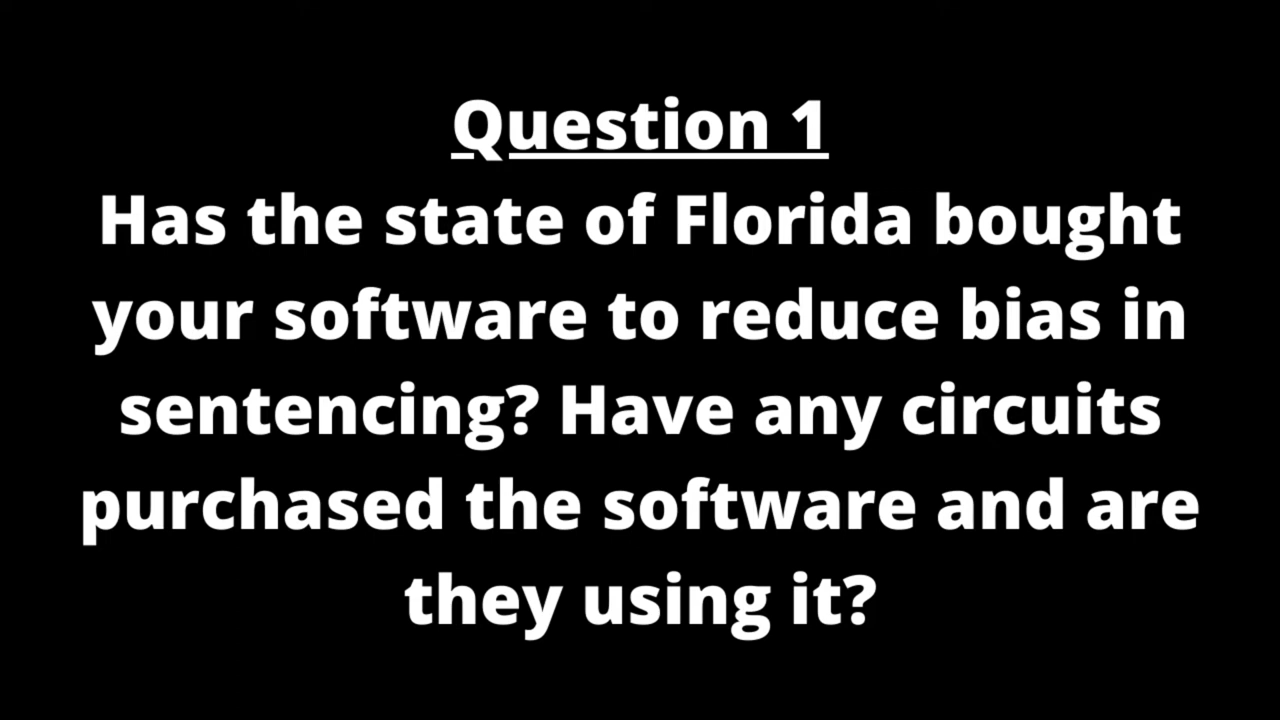 Question 1
Has the state of Florida bought
your software to reduce bias in
sentencing? Have any circuits
purchased the software and are
they using it?